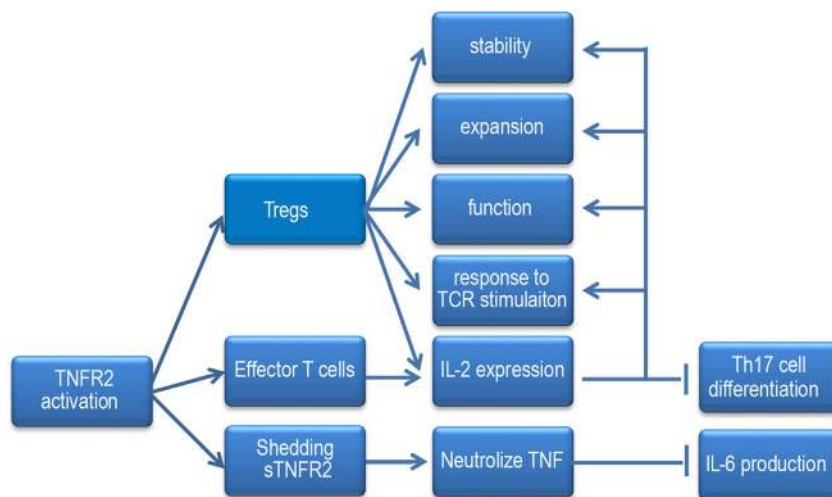 stability
expansion
Tregs
function
response to
TCR stimulaiton
TNFR2
activation
Effector T cells
IL-2 expression
Th17 cell
differentiation
Shedding
sTNFR2
Neutrolize TNF
IL-6 production